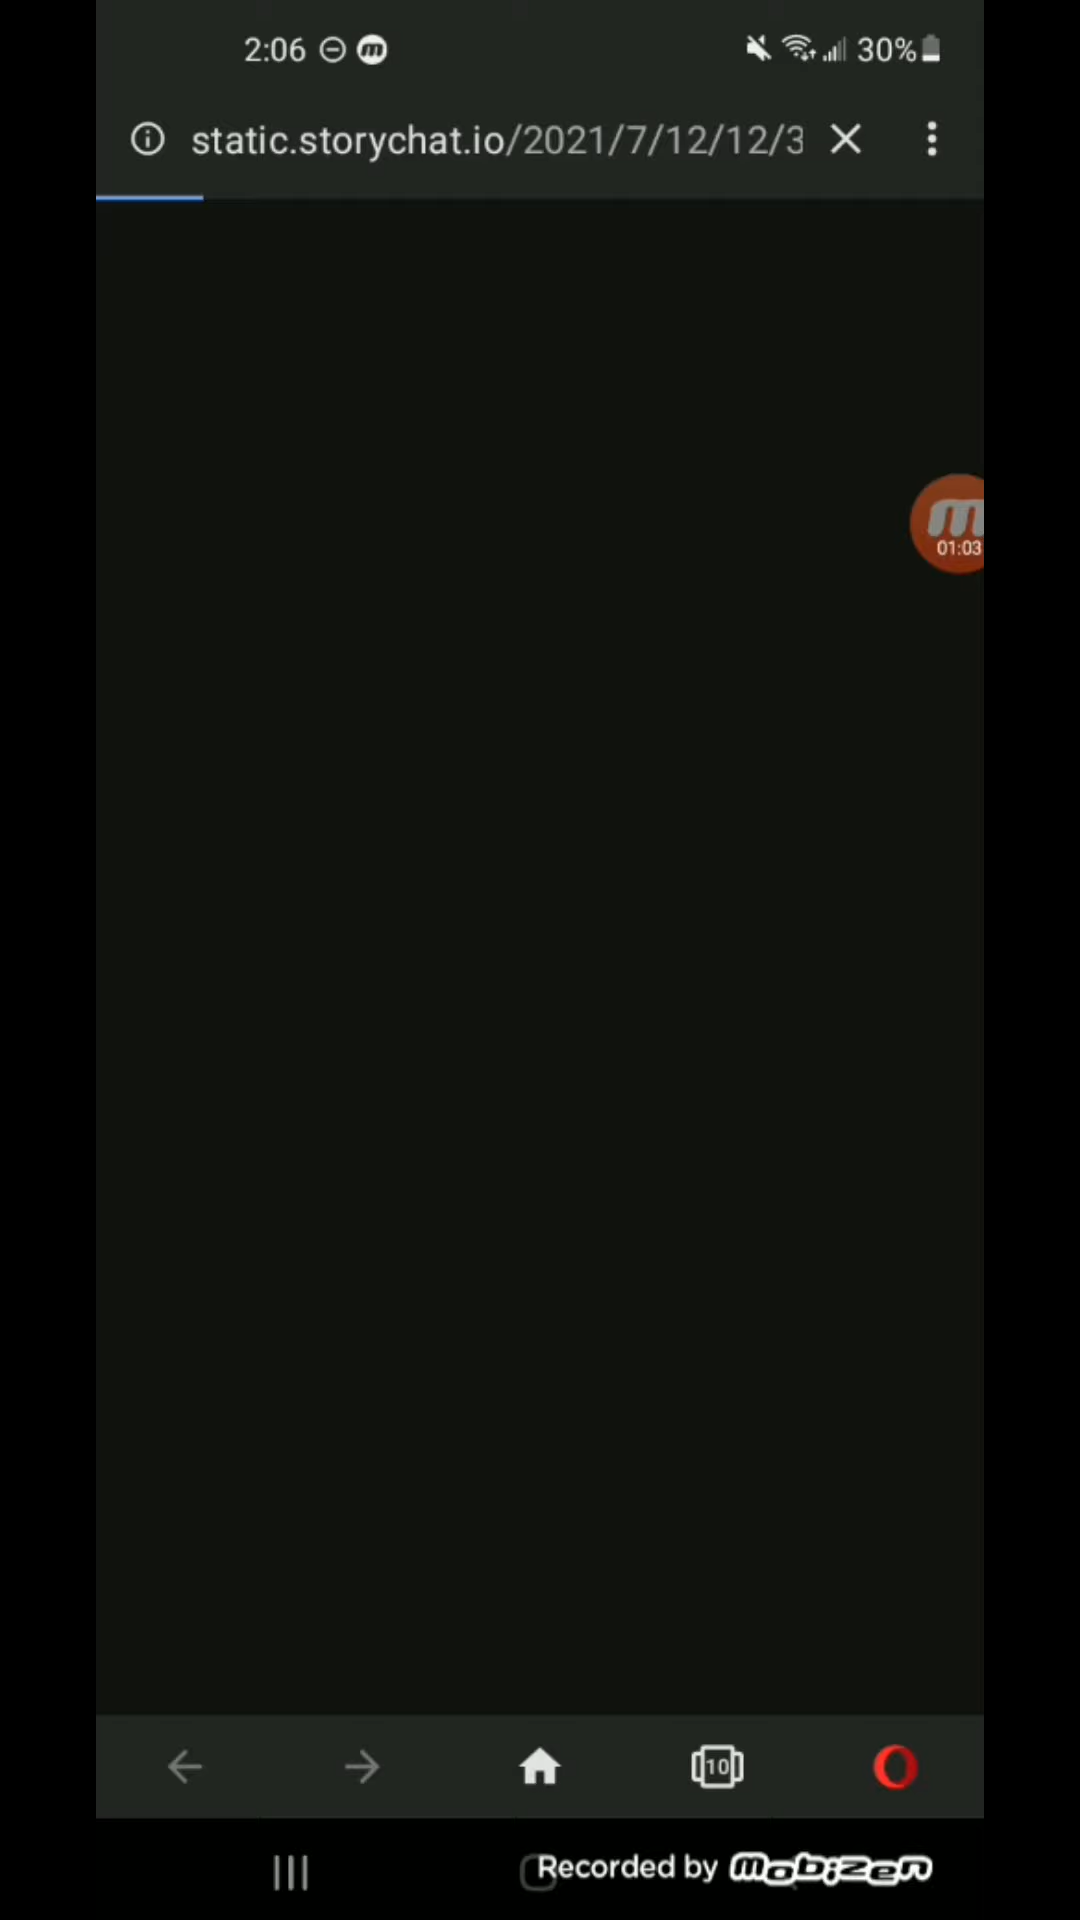 2:06 m 30%
static.storychat.io/2021/7/12/12/3
m
01:03
10
Recorded by mobizen